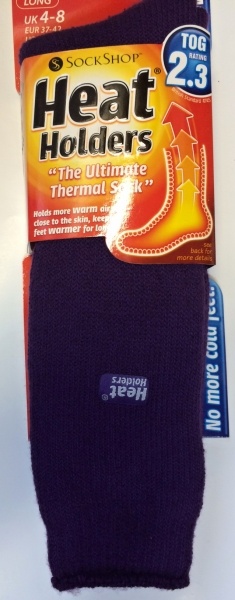 LONG
UK 4-8
EUR 37-42
SOCKSHOP
Heat
Holders®
"The Ultimate
Thermal Sock"
Holds more warm air
close to the skin, keep
feet warmer for lon
TOG
RATING
2.3
See
back for
more details
No more cold feet!
Heat
Holders